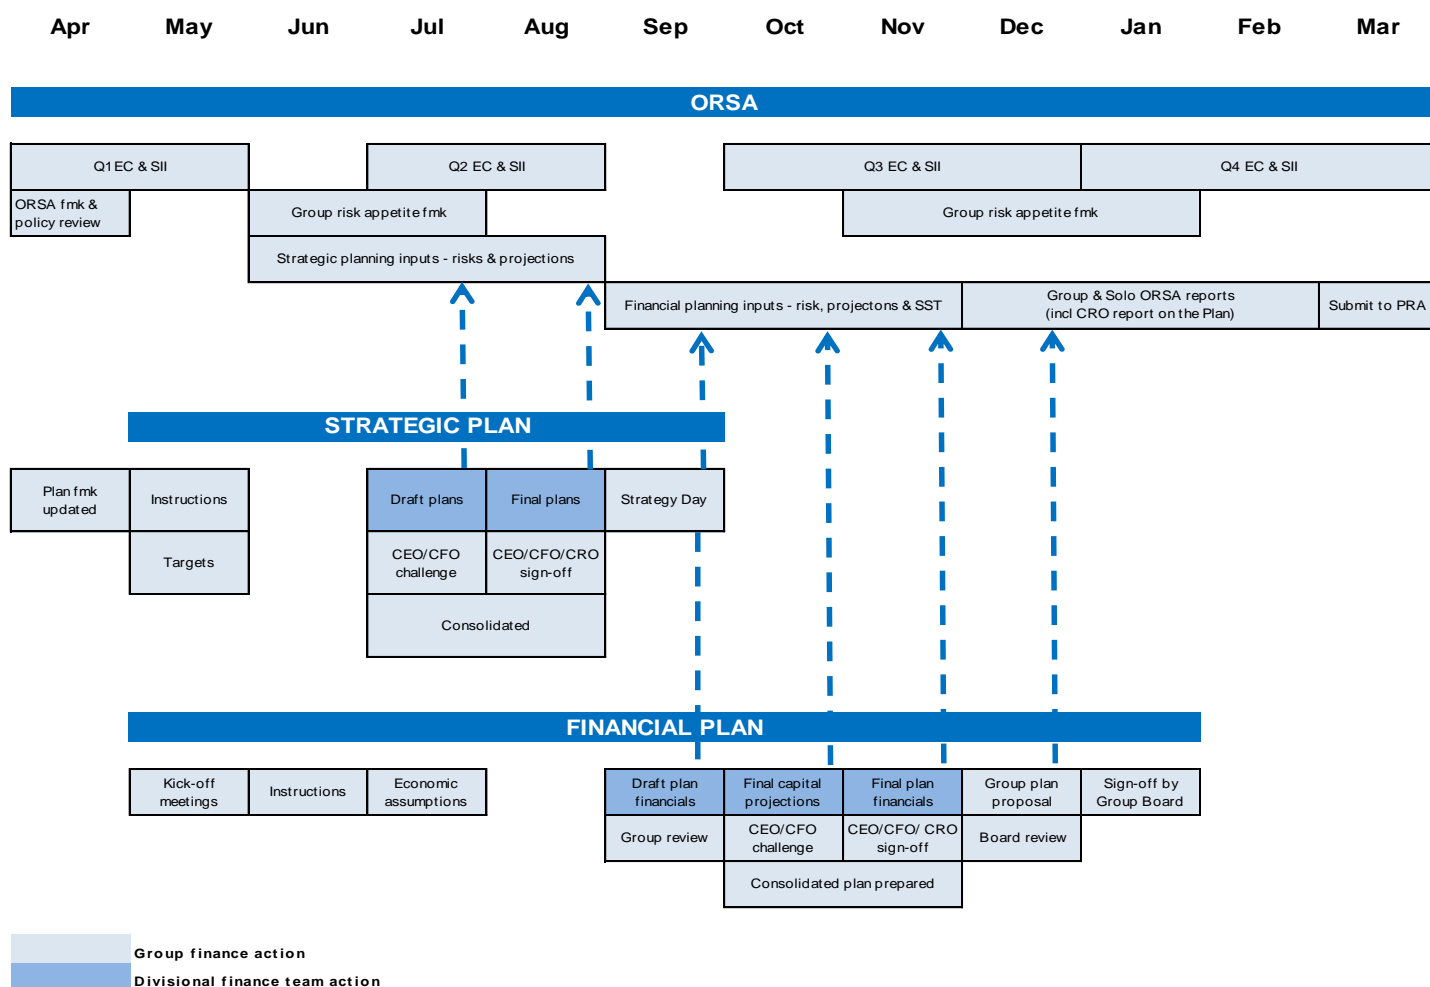 Apr May Jun Jul Aug Sep Oct Nov Dec Jan Feb Mar
ORSA
Q1 EC & SII
Q2 EC & SII
Q3 EC & SII
Q4 EC & SII
ORSA fmk &
policy review
Group risk appetite fmk
Group risk appetite fmk
Strategic planning inputs - risks & projections
Financial planning inputs - risk, projectons & SST
Group & Solo ORSA reports
(incl CRO report on the Plan)
Submit to PRA
STRATEGIC PLAN
Plan fmk
updated
Instructions
Draft plans
Final plans
Strategy Day
Targets
CEO/CFO
challenge
CEO/CFO/CRO
sign-off
Consolidated
FINANCIAL PLAN
Kick-off
meetings
Instructions
Economic
assumptions
Draft plan
financials
Final capital
projections
Final plan
financials
Group plan
proposal
Sign-off by
Group Board
Group review
CEO/CFO
challenge
CEO/CFO/ CRO
sign-off
Board review
Consolidated plan prepared
Group finance action
Divisional finance team action